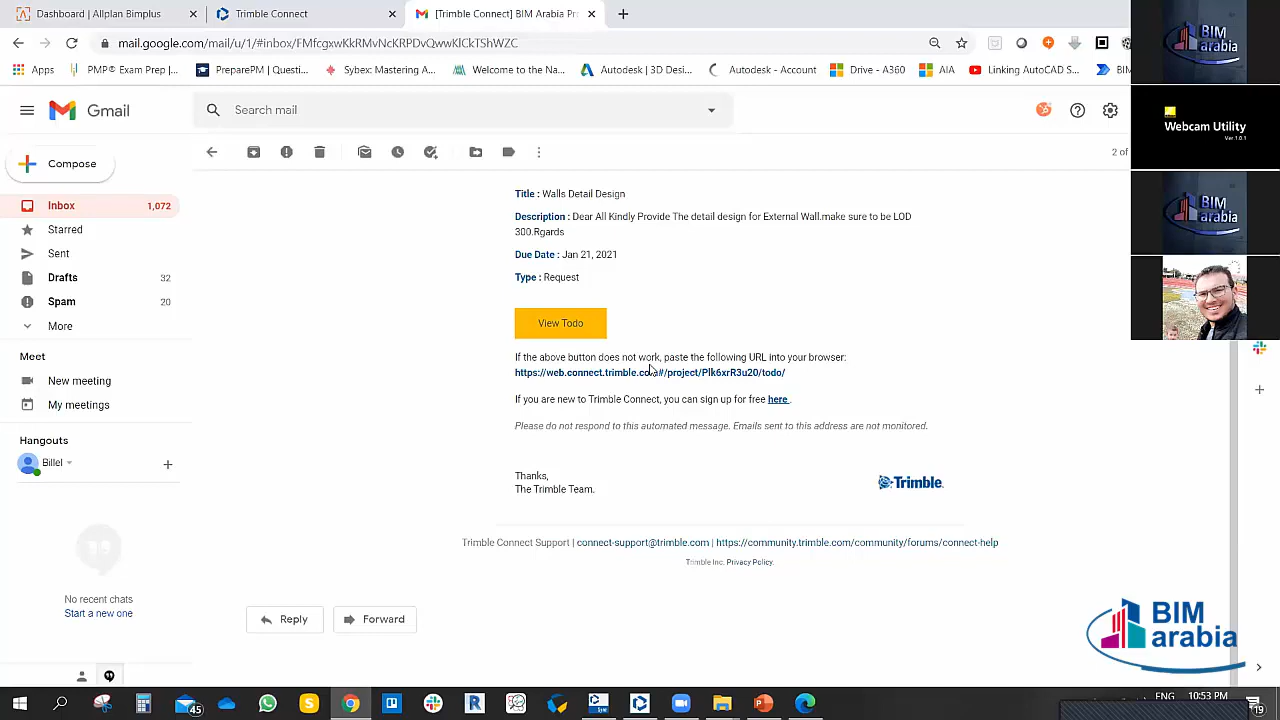 Dashboard | Allplan Bimplus
Trimble Connect
[Trimble Connect] BIM Arabia Pr
Apps
PMP® Exam Prep |
PreparePM | Questi...
Sybex Mastering A
Welcome to the Na
Autodesk | 3D Desi...
Autodesk - Account
Drive - A360
AIA
Linking AutoCAD S...
BIM
Gmail
Search mail
Compose
2 of
Inbox 1,072
Starred
Sent
Drafts 32
Spam 20
More
Meet
New meeting
My meetings
Hangouts
Billel
No recent chats
Start a new one
Title : Walls Detail Design
Description : Dear All Kindly Provide The detail design for External Wall.make sure to be LOD
300.Rgards
Due Date : Jan 21, 2021
Type : Request
View Todo
If the above button does not work, paste the following URL into your browser:
https://web.connect.trimble.com#/project/Plk6xrR3u20/todo/
If you are new to Trimble Connect, you can sign up for free here .
Please do not respond to this automated message. Emails sent to this address are not monitored.
Thanks,
The Trimble Team.
Trimble
Trimble Connect Support | connect-support@trimble.com | https://community.trimble.com/community/forums/connect-help
Trimble Inc. Privacy Policy.
Reply
Forward
BIM
arabia
Webcam Utility
Ver.1.0.1
BIM
arabia
BIM
arabia
45
ENG 10:53 PM
19